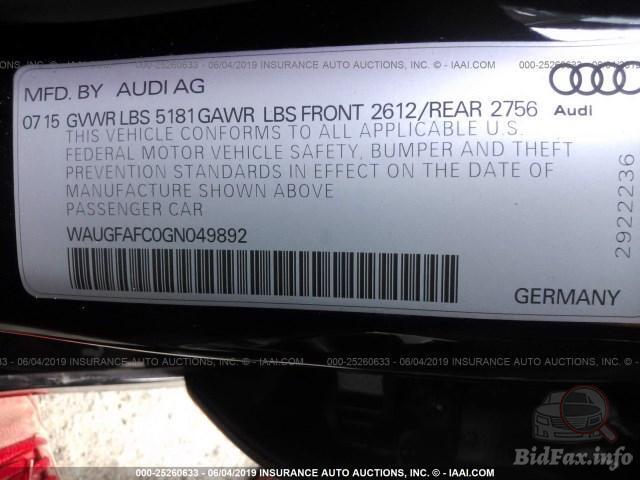 000-25260633 - 06/04/2019 INSURANCE AUTO AUCTIONS, INC. © - IAAI.COM
MFD. BY AUDI AG
Audi
07 15 GVWR LBS 5181 GAWR LBS FRONT 2612/REAR 2756
THIS VEHICLE CONFORMS TO ALL APPLICABLE U.S.
FEDERAL MOTOR VEHICLE SAFETY, BUMPER AND THEFT
PREVENTION STANDARDS IN EFFECT ON THE DATE OF
MANUFACTURE SHOWN ABOVE
PASSENGER CAR
WAUGFAFC0GN049892
2922236
GERMANY
000-25260633 - 06/04/2019 INSURANCE AUTO AUCTIONS, INC. © - IAAI.COM
BidFax.info
000-25260633 - 06/04/2019 INSURANCE AUTO AUCTIONS, INC. © - IAAI.COM